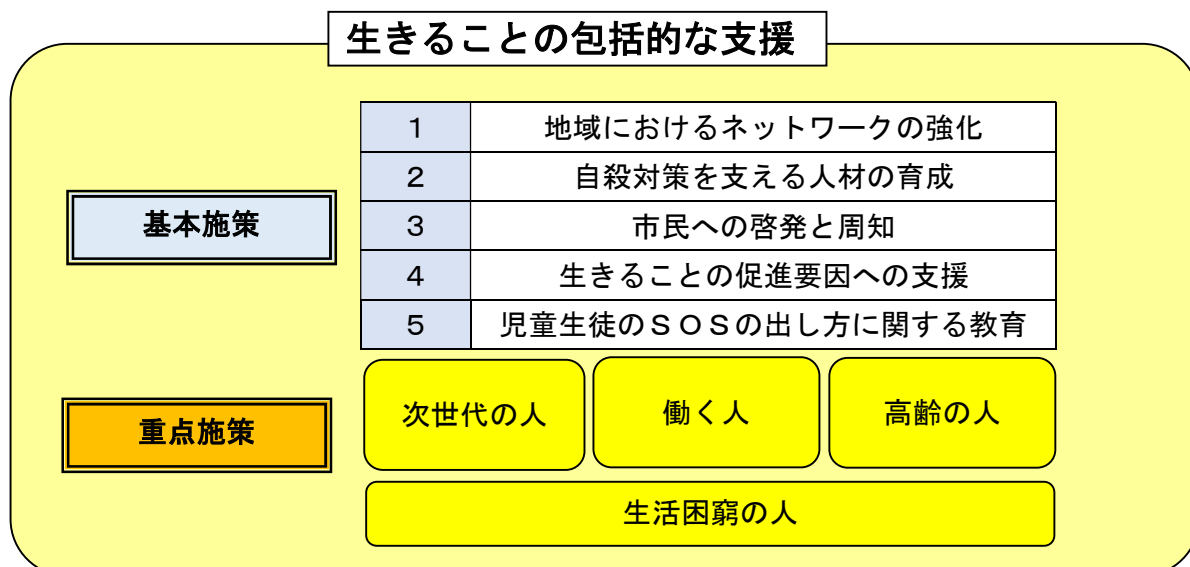 生きることの包括的な支援
基本施策
1 地域におけるネットワークの強化
2 自殺対策を支える人材の育成
3 市民への啓発と周知
4 生きることの促進要因への支援
5 児童生徒のSOSの出し方に関する教育
重点施策
次世代の人 働く人 高齢の人
生活困窮の人